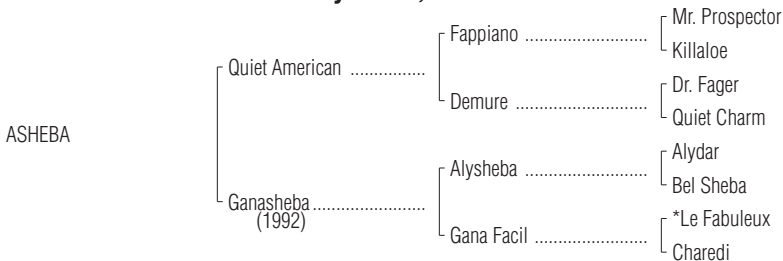 Mr. Prospector
Fappiano ..............................
Killaloe
Quiet American ................
Dr. Fager
Demure .................................
Quiet Charm
ASHEBA
Alydar
Alysheba ..............................
Bel Sheba
Ganasheba ............................
(1992)
*Le Fabuleux
Gana Facil ............................
Charedi